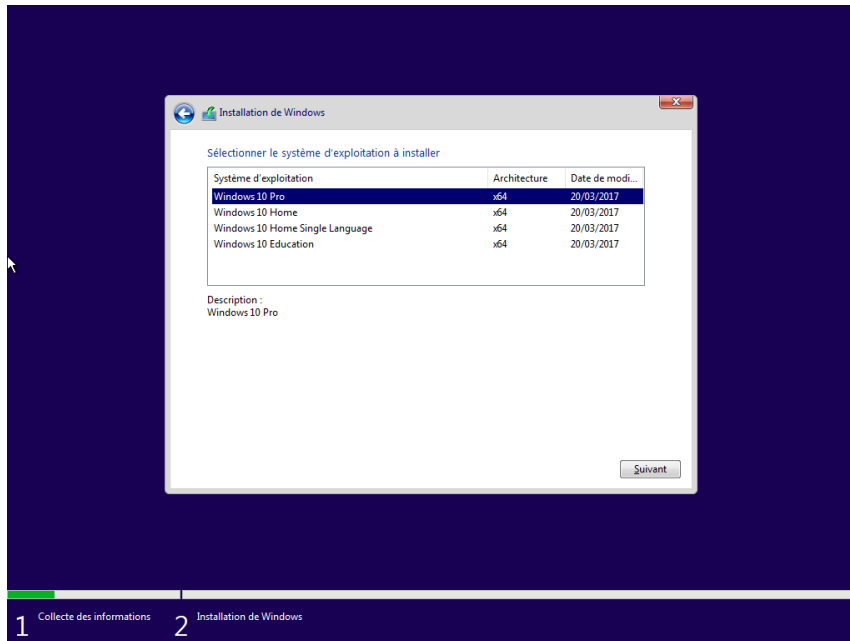 Installation de Windows
Sélectionner le système d'exploitation à installer
Système d'exploitation Architecture Date de modi...
Windows 10 Pro x64 20/03/2017
Windows 10 Home x64 20/03/2017
Windows 10 Home Single Language x64 20/03/2017
Windows 10 Education x64 20/03/2017
Description :
Windows 10 Pro
Suivant
1 Collecte des informations 2 Installation de Windows